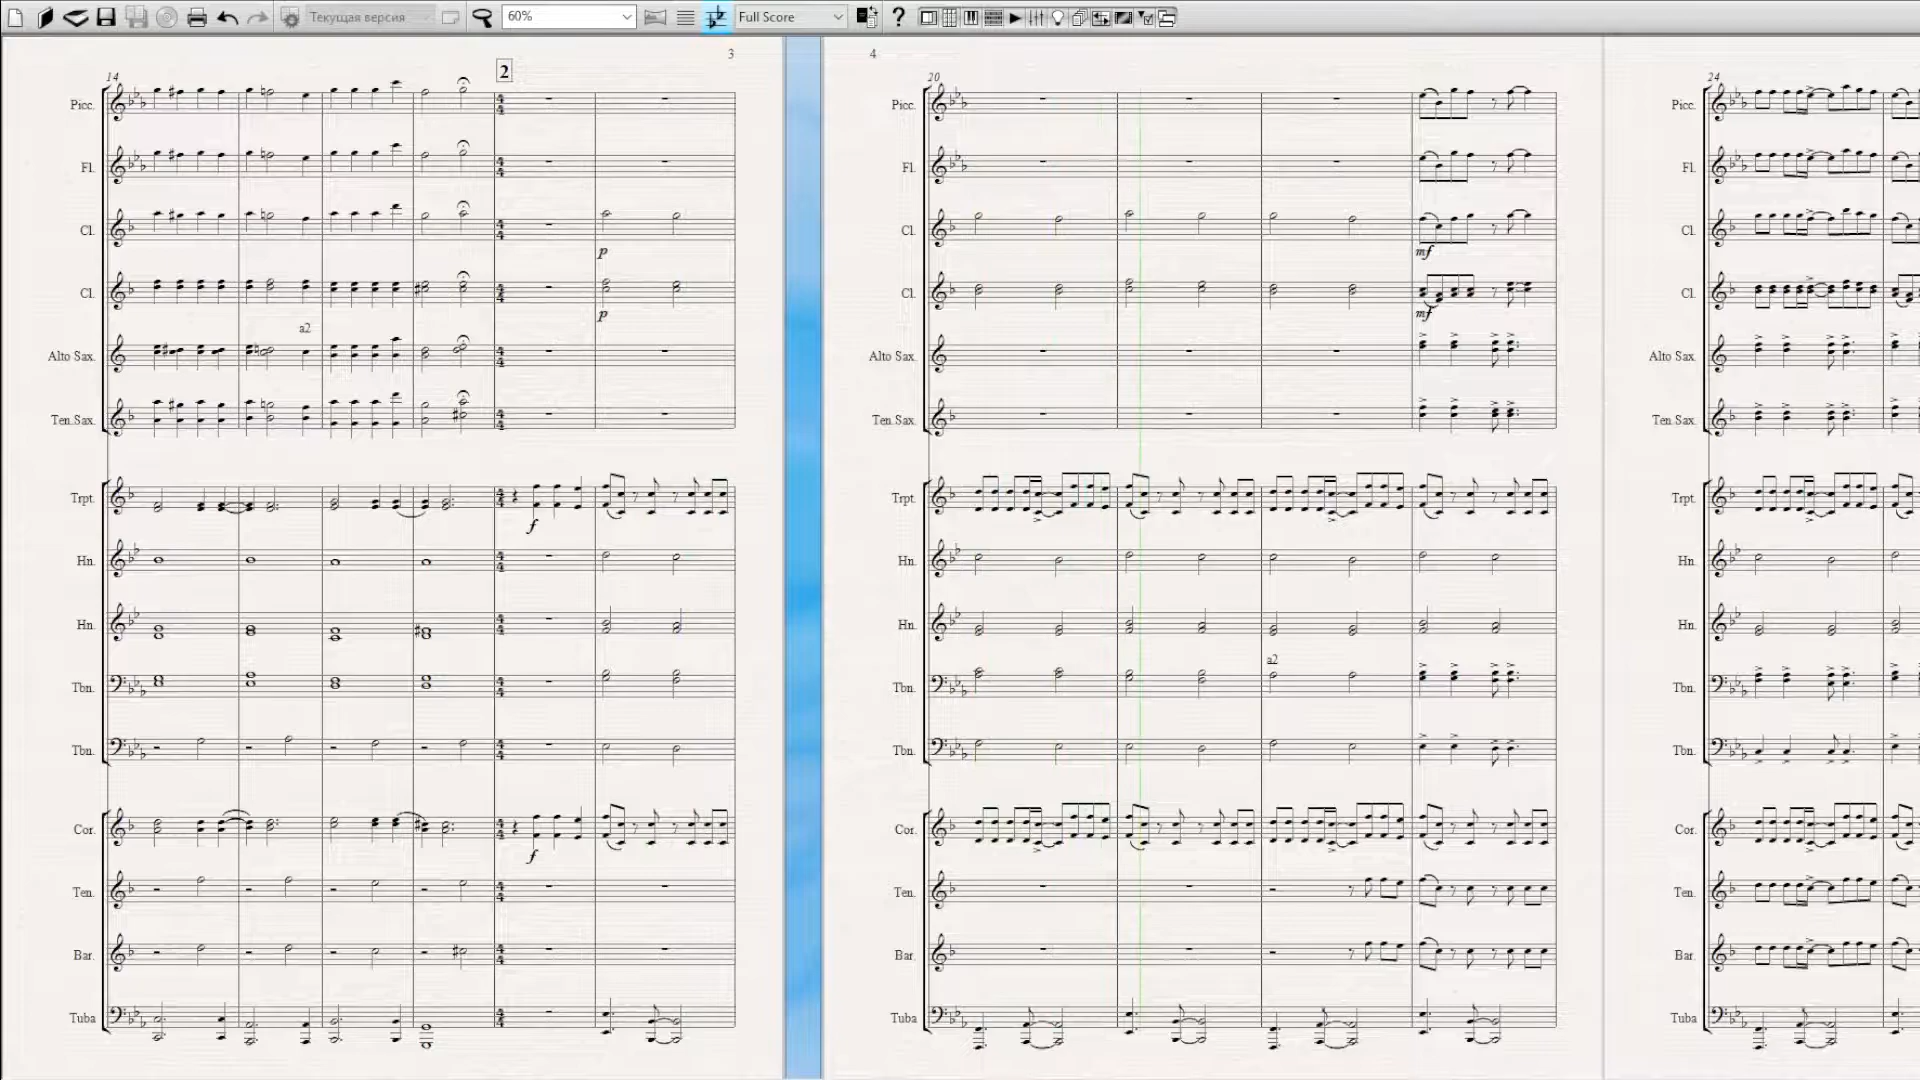 Текущая версия 60% Full Score ?
3
4
2
14
20
24
Picc. Picc. Picc.
Fl. Fl. Fl.
Cl. Cl. Cl.
p mf
Cl. Cl. Cl.
p mf
a2
Alto Sax. Alto Sax. Alto Sax.
Ten.Sax. Ten.Sax. Ten.Sax.
Trpt. Trpt. Trpt.
f
Hn. Hn. Hn.
Hn. Hn. Hn.
a2
Tbn. Tbn. Tbn.
Tbn. Tbn. Tbn.
Cor. Cor. Cor.
f
Ten. Ten. Ten.
Bar. Bar. Bar.
Tuba Tuba Tuba